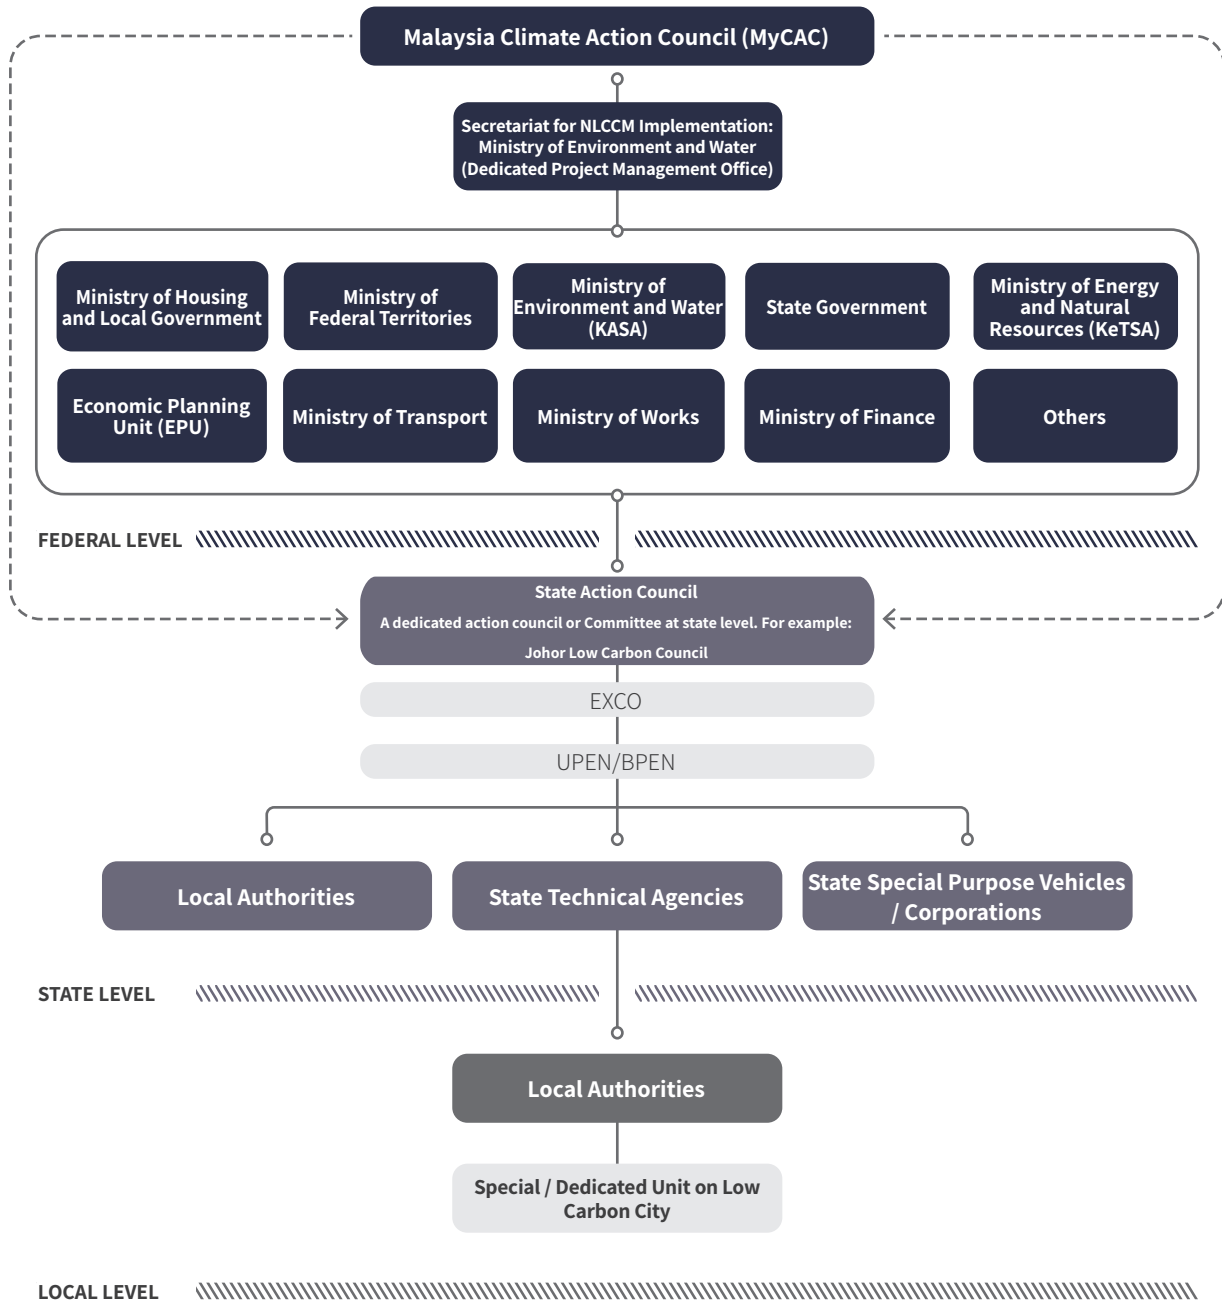 Malaysia Climate Action Council (MyCAC)
Secretariat for NLCCM Implementation:
Ministry of Environment and Water
(Dedicated Project Management Office)
Ministry of Housing
and Local Government
Ministry of
Federal Territories
Ministry of
Environment and Water
(KASA)
State Government
Ministry of Energy
and Natural
Resources (KeTSA)
Economic Planning
Unit (EPU)
Ministry of Transport
Ministry of Works
Ministry of Finance
Others
FEDERAL LEVEL
State Action Council
A dedicated action council or Committee at state level. For example:
Johor Low Carbon Council
EXCO
UPEN/BPEN
Local Authorities
State Technical Agencies
State Special Purpose Vehicles
/ Corporations
STATE LEVEL
Local Authorities
Special / Dedicated Unit on Low
Carbon City
LOCAL LEVEL